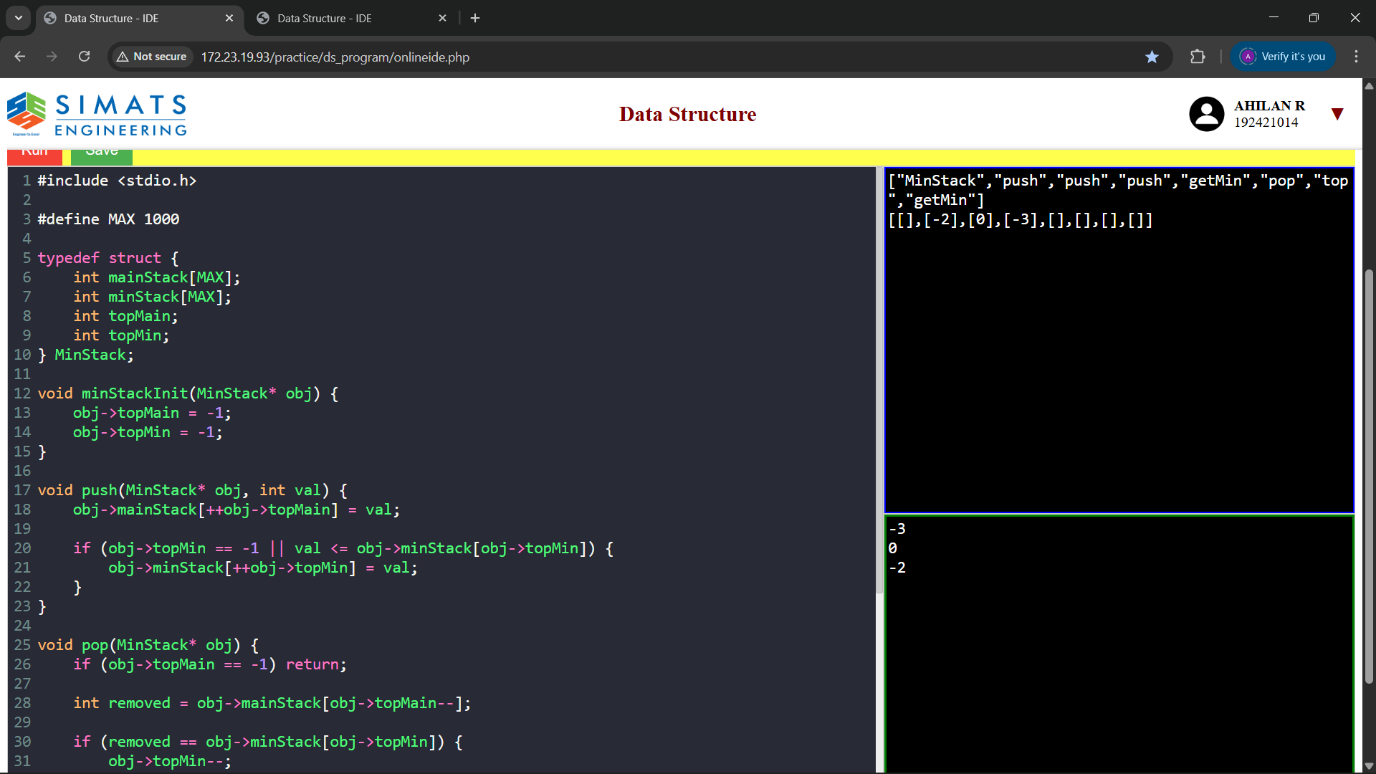 Data Structure - IDE
Data Structure - IDE
Not secure
172.23.19.93/practice/ds_program/onlineide.php
A
Verify it's you
SIMATS
ENGINEERING
Data Structure
AHILAN R
192421014
Run
Save
1 #include <stdio.h>
2
3 #define MAX 1000
4
5 typedef struct {
6     int mainStack[MAX];
7     int minStack[MAX];
8     int topMain;
9     int topMin;
10 } MinStack;
11
12 void minStackInit(MinStack* obj) {
13     obj->topMain = -1;
14     obj->topMin = -1;
15 }
16
17 void push(MinStack* obj, int val) {
18     obj->mainStack[++obj->topMain] = val;
19
20     if (obj->topMin == -1 || val <= obj->minStack[obj->topMin]) {
21         obj->minStack[++obj->topMin] = val;
22     }
23 }
24
25 void pop(MinStack* obj) {
26     if (obj->topMain == -1) return;
27
28     int removed = obj->mainStack[obj->topMain--];
29
30     if (removed == obj->minStack[obj->topMin]) {
31         obj->topMin--;
["MinStack","push","push","push","getMin","pop","top
","getMin"]
[[],[-2],[0],[-3],[],[],[],[]]
-3
0
-2